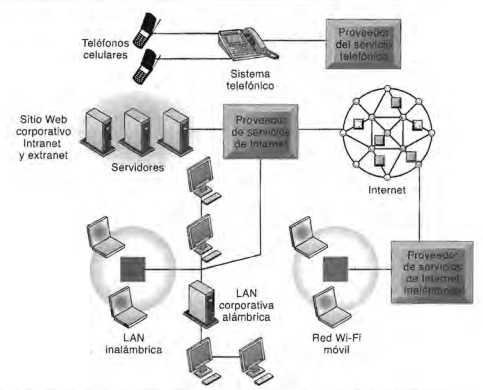 Teléfonos
celulares
Sistema
telefónico
Proveedor
del servicio
telefónico
Sitio Web
corporativo
Intranet
y extranet
Servidores
Proveedor
de servicios
de Internet
Internet
LAN
inalámbrica
LAN
corporativa
alámbrica
Red Wi-Fi
móvil
Proveedor
de servicios
de Internet
inalámbrico